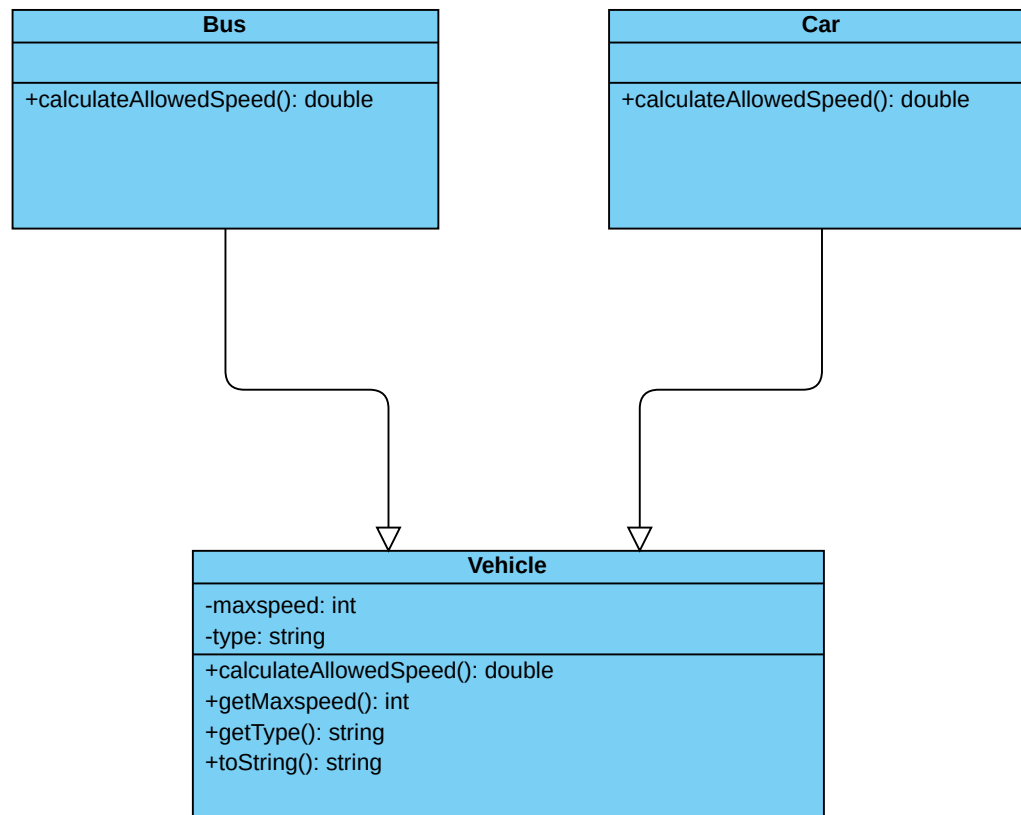 Bus
+calculateAllowedSpeed(): double
Car
+calculateAllowedSpeed(): double
Vehicle
-maxspeed: int
-type: string
+calculateAllowedSpeed(): double
+getMaxspeed(): int
+getType(): string
+toString(): string